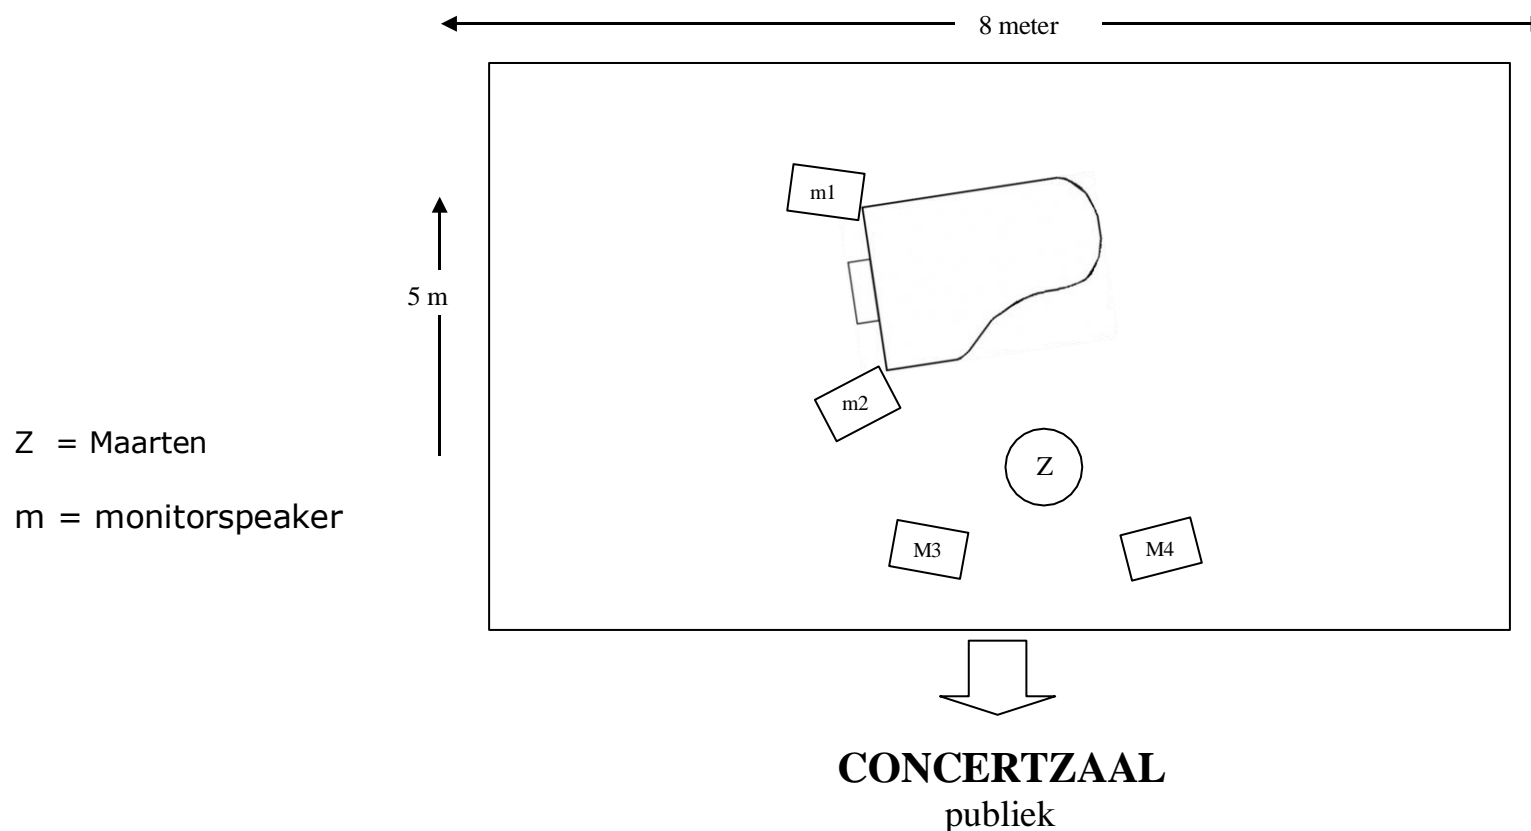 8 meter
m1
5 m
m2
Z = Maarten
Z
m = monitorspeaker
M3
M4
CONCERTZAAL
publiek